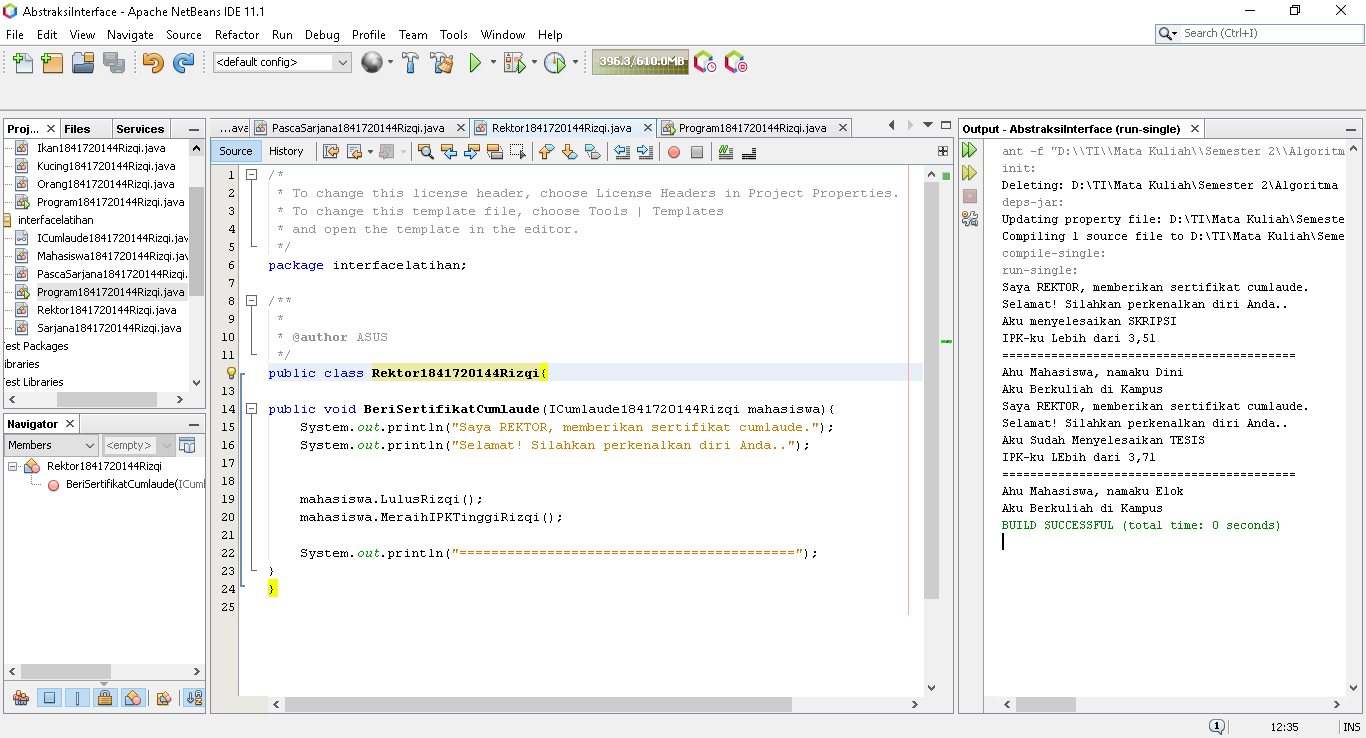 AbstraksiInterface - Apache NetBeans IDE 11.1
File Edit View Navigate Source Refactor Run Debug Profile Team Tools Window Help
Search (Ctrl+I)
<default config>
396.3/610.0MB
Proj... Files Services
Ikan1841720144Rizqi.java
Kucing1841720144Rizqi.java
Orang1841720144Rizqi.java
Program1841720144Rizqi.java
interfacelatihan
ICumlaude1841720144Rizqi.jav
Mahasiswa1841720144Rizqi.jav
PascaSarjana1841720144Rizqi.
Program1841720144Rizqi.java
Rektor1841720144Rizqi.java
Sarjana1841720144Rizqi.java
est Packages
ibraries
est Libraries
Navigator
Members <empty>
Rektor1841720144Rizqi
BeriSertifikatCumlaude(ICuml
...ava PascaSarjana1841720144Rizqi.java Rektor1841720144Rizqi.java Program1841720144Rizqi.java
Source History
1 /*
2 * To change this license header, choose License Headers in Project Properties.
3 * To change this template file, choose Tools | Templates
4 * and open the template in the editor.
5 */
6 package interfacelatihan;
7
8 /**
9 *
10 * @author ASUS
11 */
public class Rektor1841720144Rizqi{
13
14 public void BeriSertifikatCumlaude(ICumlaude1841720144Rizqi mahasiswa){
15 System.out.println("Saya REKTOR, memberikan sertifikat cumlaude.");
16 System.out.println("Selamat! Silahkan perkenalkan diri Anda..");
17
18
19 mahasiswa.LulusRizqi();
20 mahasiswa.MeraihIPKTinggiRizqi();
21
22 System.out.println("==========================================");
23 }
24 }
25
Output - AbstraksiInterface (run-single)
ant -f "D:\\TI\\Mata Kuliah\\Semester 2\\Algoritm
init:
Deleting: D:\TI\Mata Kuliah\Semester 2\Algoritma
deps-jar:
Updating property file: D:\TI\Mata Kuliah\Semeste
Compiling 1 source file to D:\TI\Mata Kuliah\Seme
compile-single:
run-single:
Saya REKTOR, memberikan sertifikat cumlaude.
Selamat! Silahkan perkenalkan diri Anda..
Aku menyelesaikan SKRIPSI
IPK-ku Lebih dari 3,51
==========================================
Ahu Mahasiswa, namaku Dini
Aku Berkuliah di Kampus
Saya REKTOR, memberikan sertifikat cumlaude.
Selamat! Silahkan perkenalkan diri Anda..
Aku Sudah Menyelesaikan TESIS
IPK-ku LEbih dari 3,71
==========================================
Ahu Mahasiswa, namaku Elok
Aku Berkuliah di Kampus
BUILD SUCCESSFUL (total time: 0 seconds)
1 12:35 INS